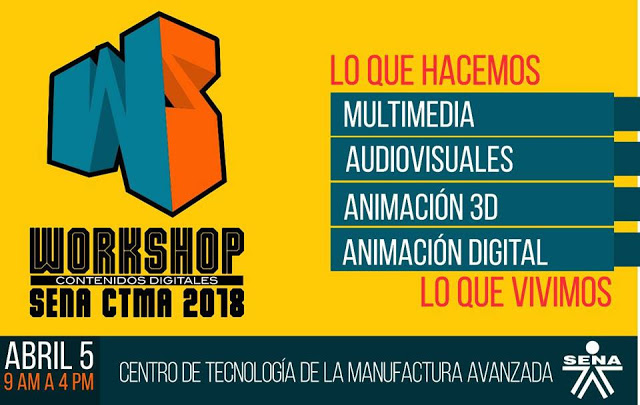 WS
WORKSHOP
CONTENIDOS DIGITALES
SENA CTMA 2018
LO QUE HACEMOS
MULTIMEDIA
AUDIOVISUALES
ANIMACIÓN 3D
ANIMACIÓN DIGITAL
LO QUE VIVIMOS
ABRIL 5
9 AM A 4 PM
CENTRO DE TECNOLOGÍA DE LA MANUFACTURA AVANZADA
SENA